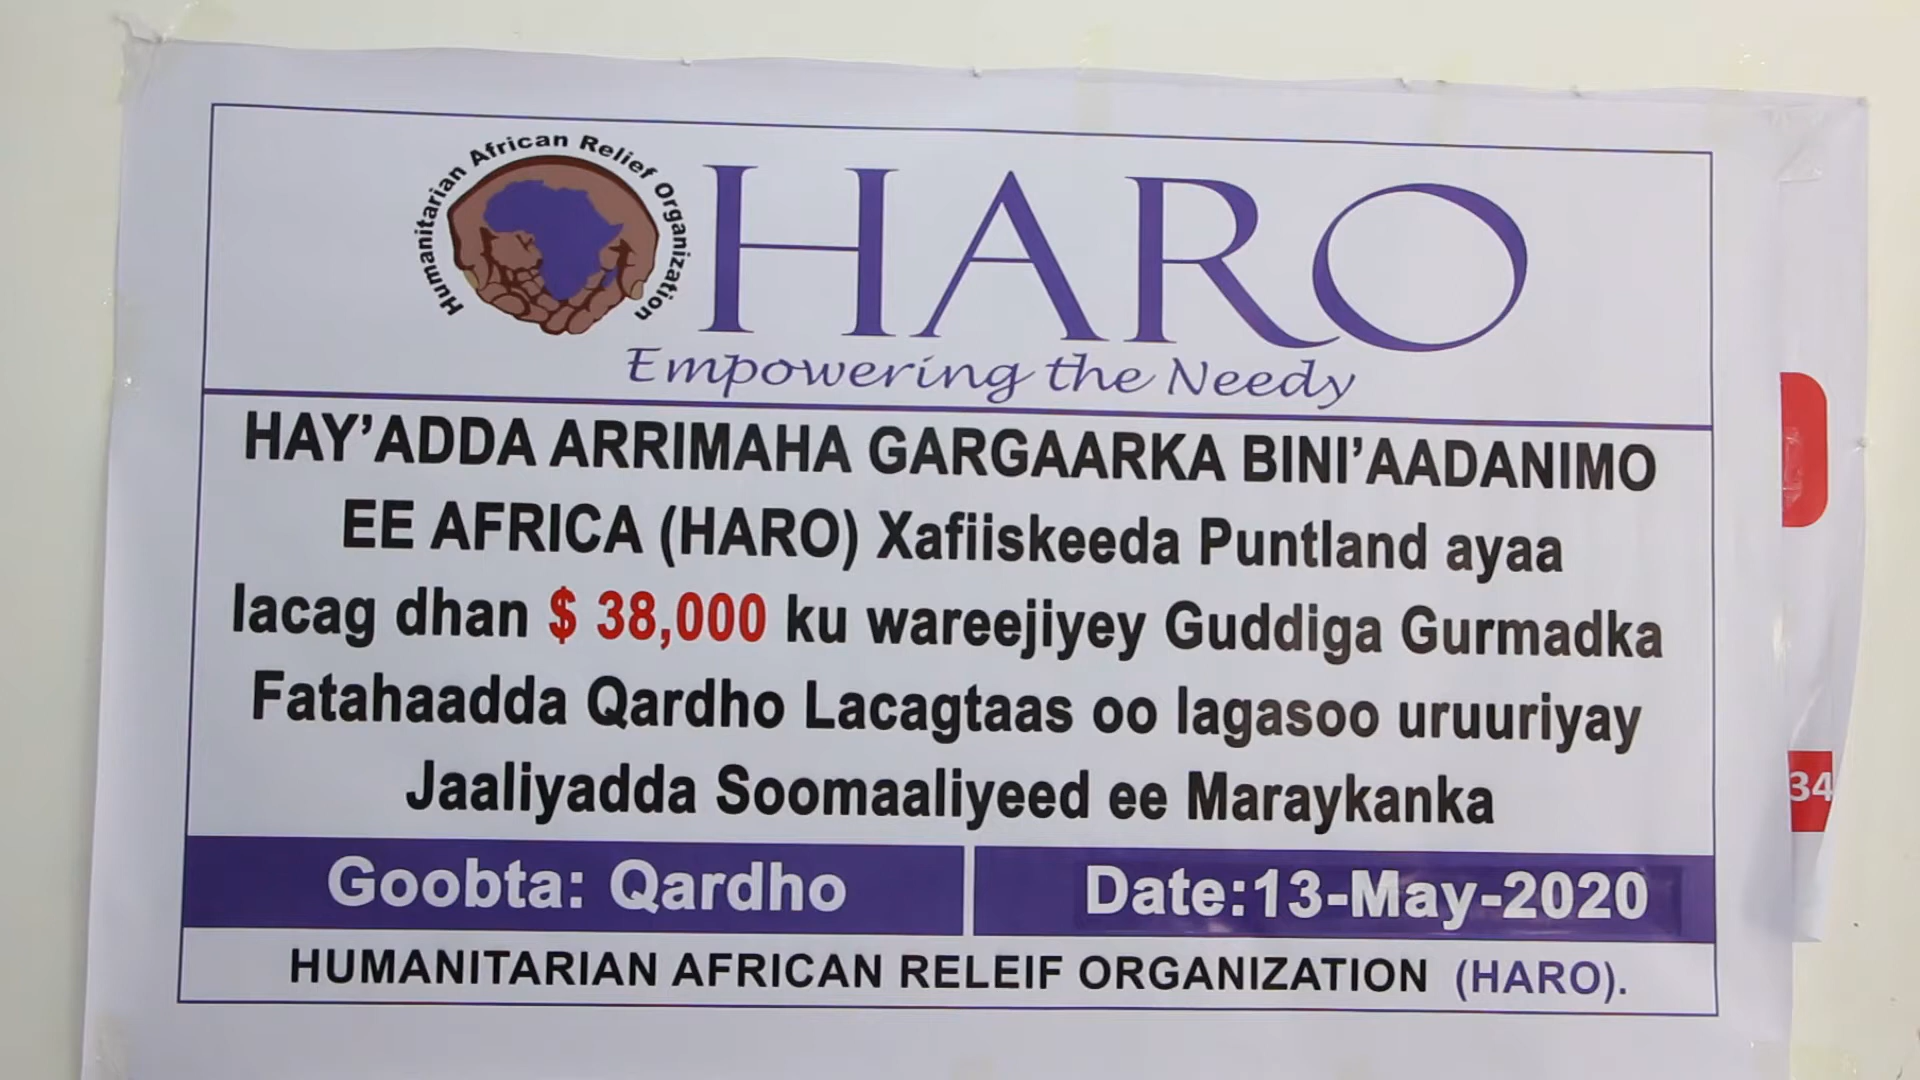 Humanitarian African Relief Organization
HARO
Empowering the Needy
HAY’ADDA ARRIMAHA GARGAARKA BINI’AADANIMO
EE AFRICA (HARO) Xafiiskeeda Puntland ayaa
lacag dhan $ 38,000 ku wareejiyey Guddiga Gurmadka
Fatahaadda Qardho Lacagtaas oo lagasoo uruuriyay
Jaaliyadda Soomaaliyeed ee Maraykanka
Goobta: Qardho
Date:13-May-2020
HUMANITARIAN AFRICAN RELEIF ORGANIZATION (HARO).
34